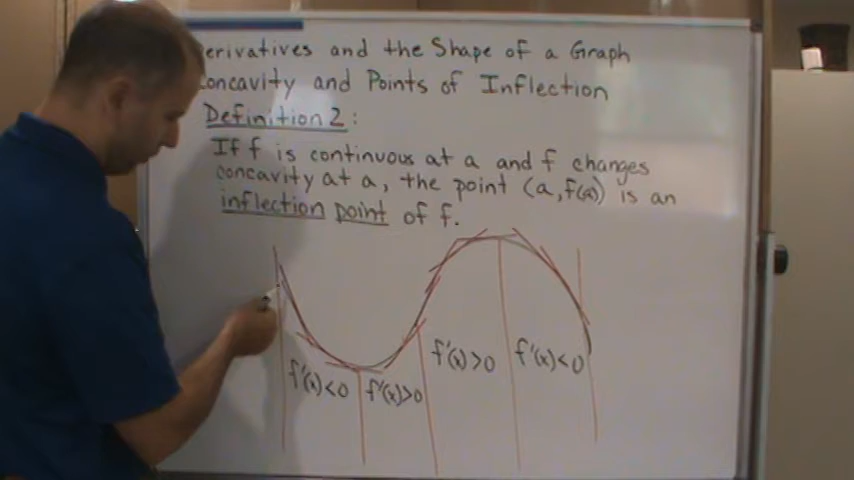 erivatives and the Shape of a Graph
oncavity and Points of Inflection
Definition 2:
If f is continuous at a and f changes
concavity at a, the point (a, f(a)) is an
inflection point of f.
f'(x)<0 f'(x)>0 f'(x)>0 f'(x)<0